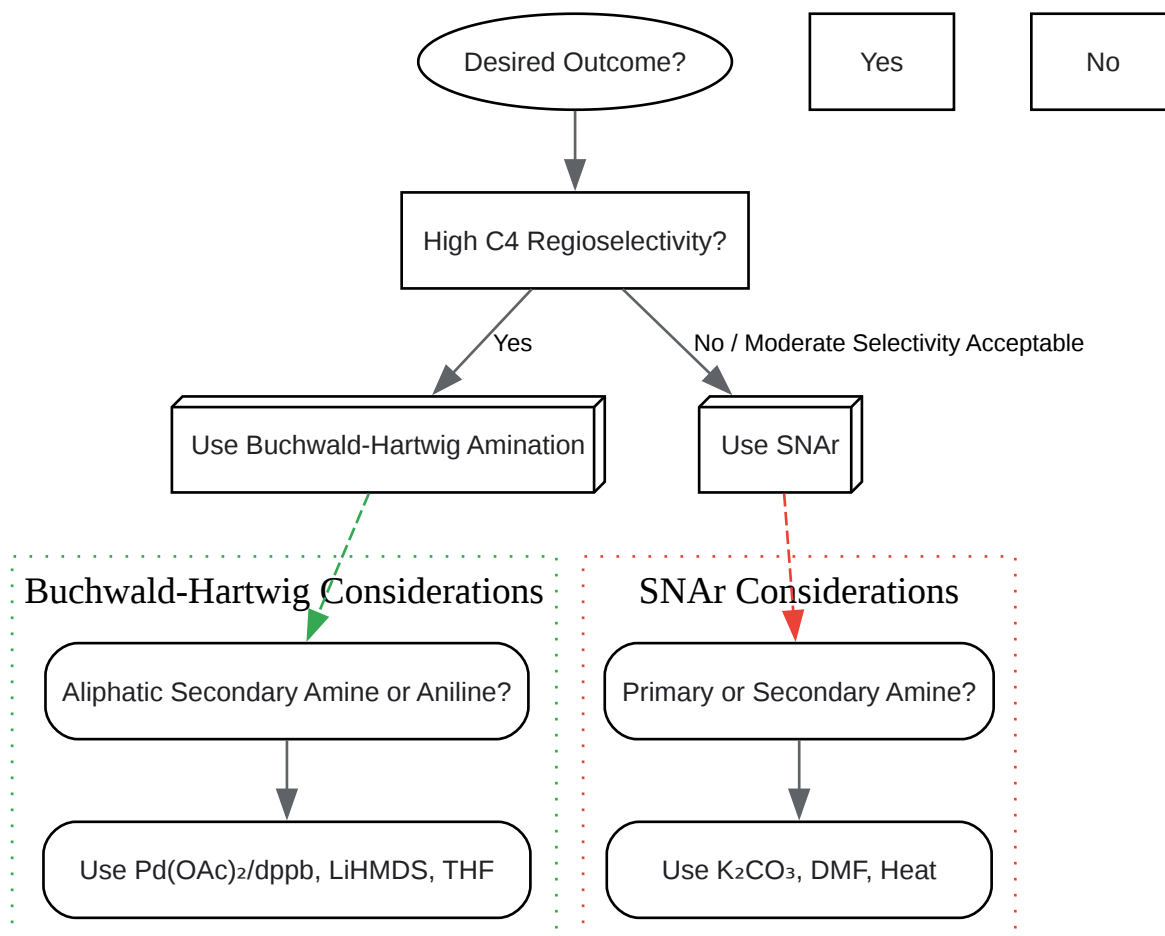 Desired Outcome?
Yes
No
High C4 Regioselectivity?
Yes
No / Moderate Selectivity Acceptable
Use Buchwald-Hartwig Amination
Use SNAr
Buchwald-Hartwig Considerations
SNAr Considerations
Aliphatic Secondary Amine or Aniline?
Primary or Secondary Amine?
Use Pd(OAc)₂/dppb, LiHMDS, THF
Use K₂CO₃, DMF, Heat